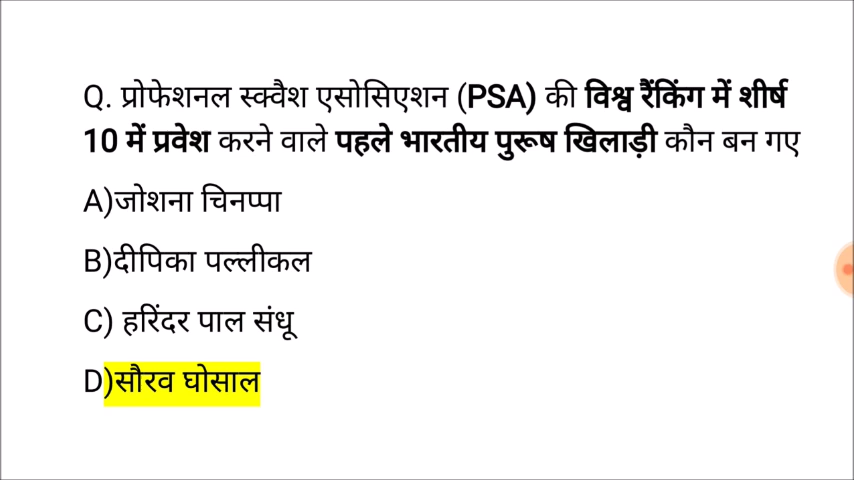 Q. प्रोफेशनल स्क्वैश एसोसिएशन (PSA) की विश्व रैंकिंग में शीर्ष
10 में प्रवेश करने वाले पहले भारतीय पुरूष खिलाड़ी कौन बन गए
A)जोशना चिनप्पा
B)दीपिका पल्लीकल
C) हरिंदर पाल संधू
D)सौरव घोसाल